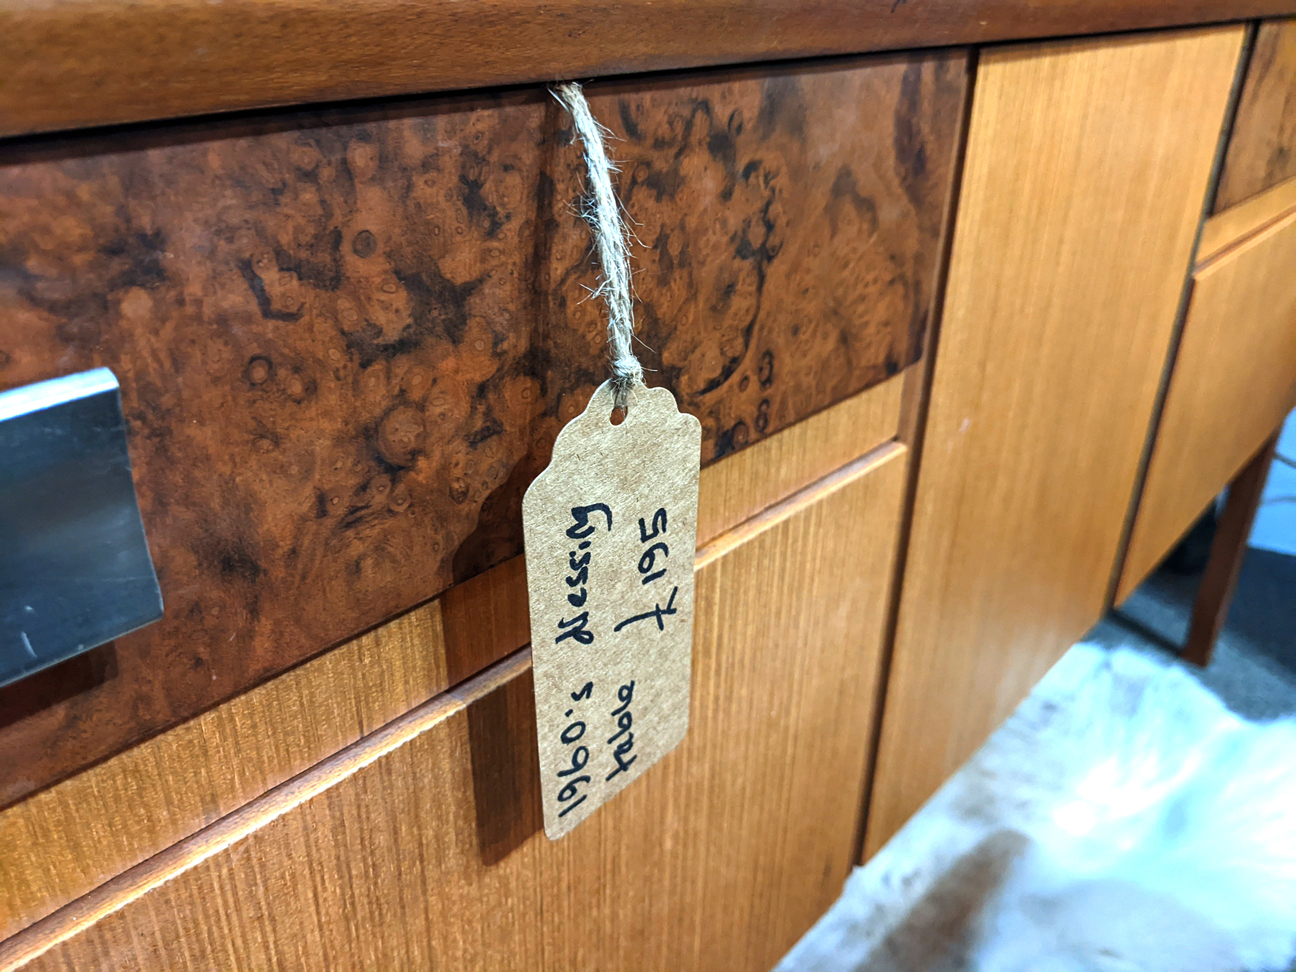 1960.s dressing
table £195